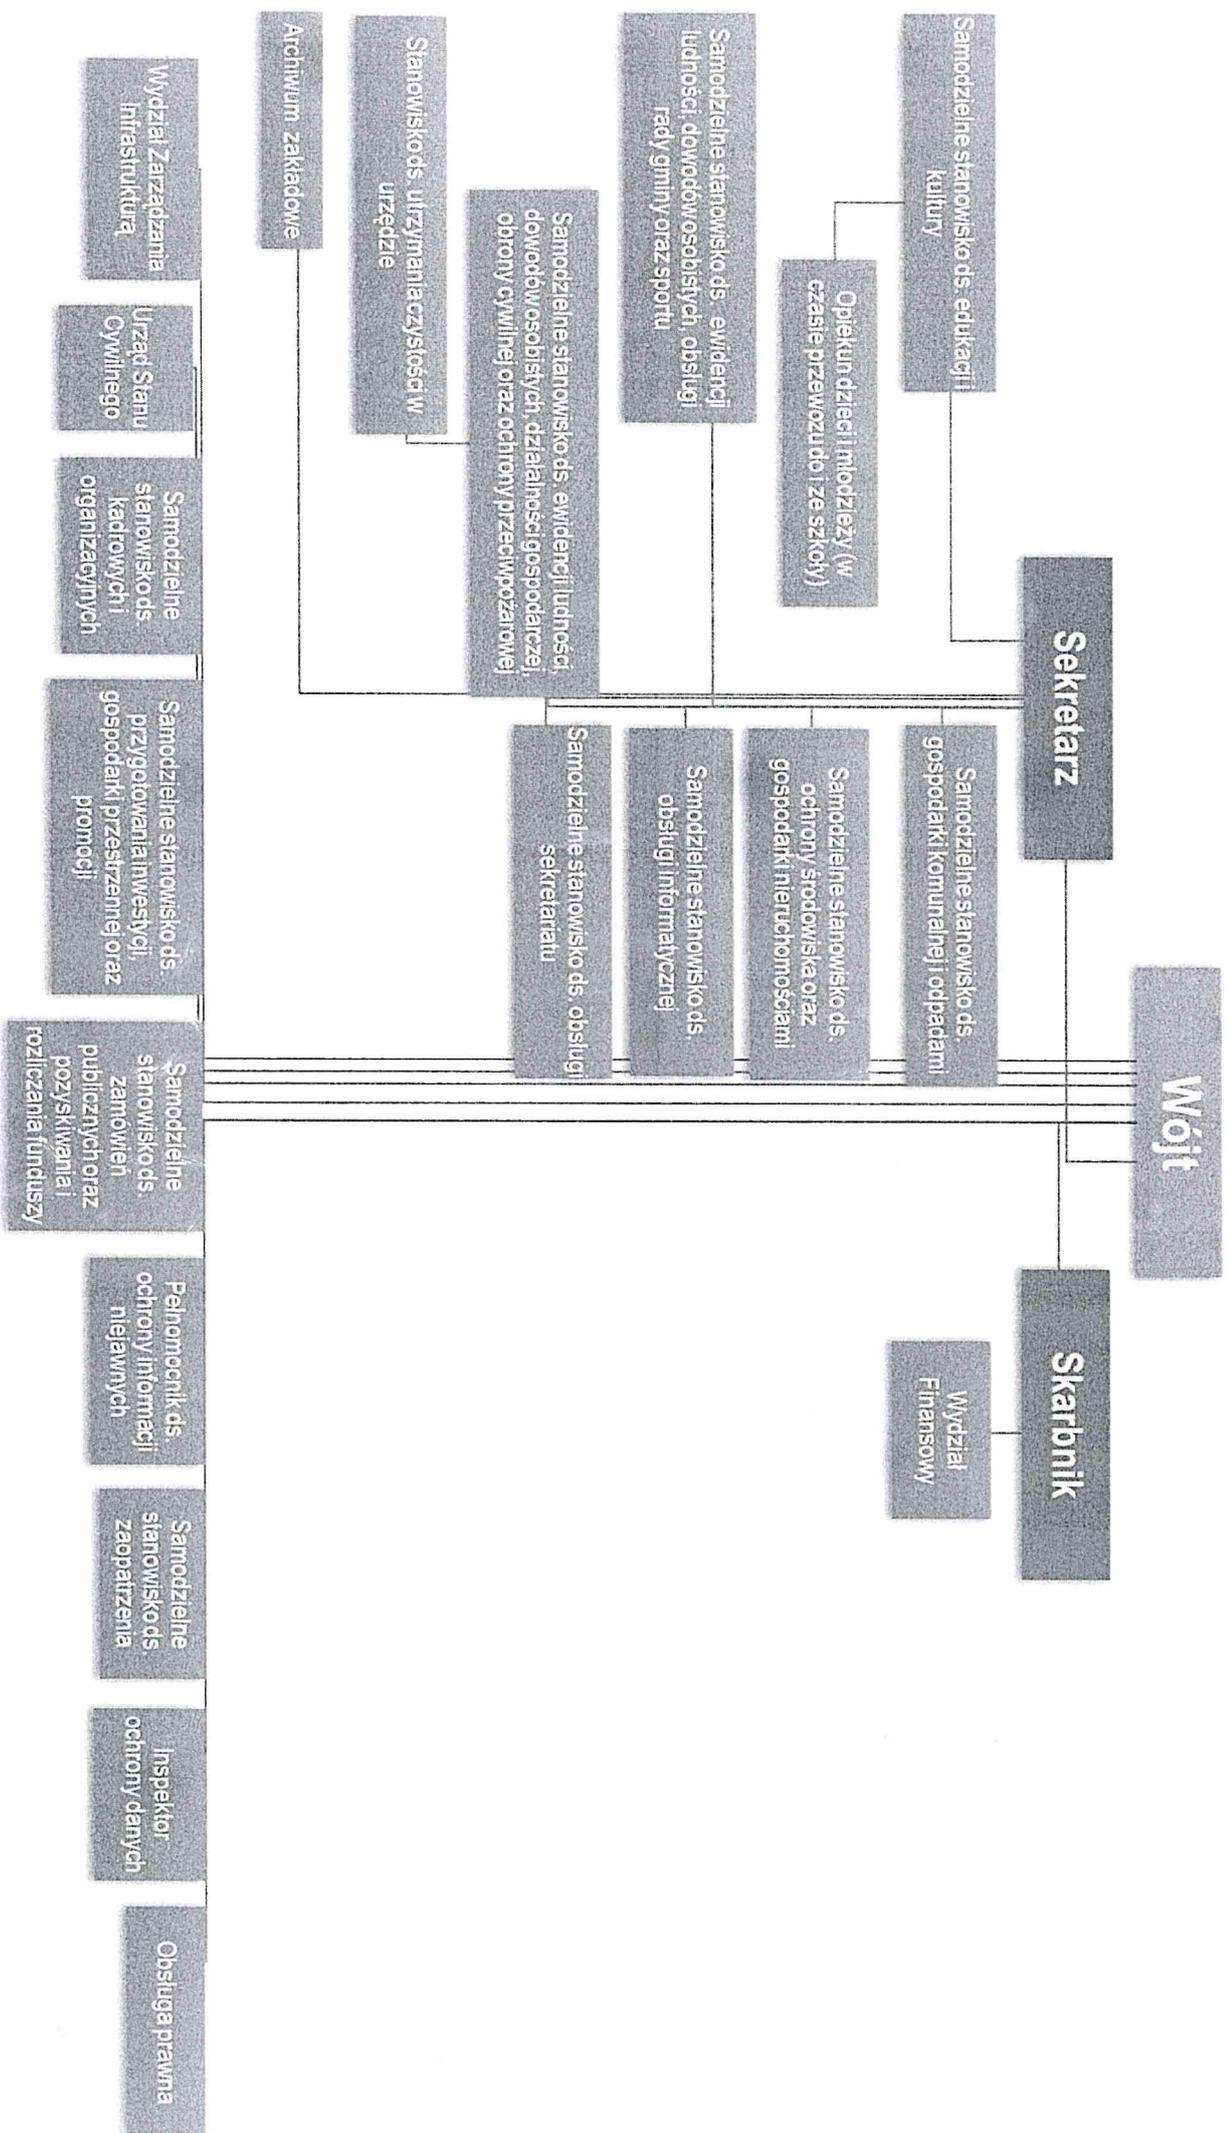 Wójt
Sekretarz
Skarbnik
Wydział
Finansowy
Samodzielne stanowisko ds. edukacji i
kultury
Opiekun dzieci i młodzieży (w
czasie przewozu do i ze szkoły)
Samodzielne stanowisko ds. ewidencji
ludności, dowodów osobistych, obsługi
rady gminy oraz sportu
Samodzielne stanowisko ds. ewidencji ludności,
dowodów osobistych, działalności gospodarczej,
obrony cywilnej oraz ochrony przeciwpożarowej
Stanowisko ds. utrzymania czystości w
urzędzie
Archiwum zakładowe
Samodzielne stanowisko ds.
gospodarki komunalnej i odpadami
Samodzielne stanowisko ds.
ochrony środowiska oraz
gospodarki nieruchomościami
Samodzielne stanowisko ds.
obsługi informatycznej
Samodzielne stanowisko ds. obsługi
sekretariatu
Wydział Zarządzania
Infrastrukturą
Urząd Stanu
Cywilnego
Samodzielne
stanowisko ds.
kadrowych i
organizacyjnych
Samodzielne stanowisko ds.
przygotowania inwestycji,
gospodarki przestrzennej oraz
promocji
Samodzielne
stanowisko ds.
zamówień
publicznych oraz
pozyskiwania i
rozliczania funduszy
Pełnomocnik ds.
ochrony informacji
niejawnych
Samodzielne
stanowisko ds.
zaopatrzenia
Inspektor
ochrony danych
Obsługa prawna